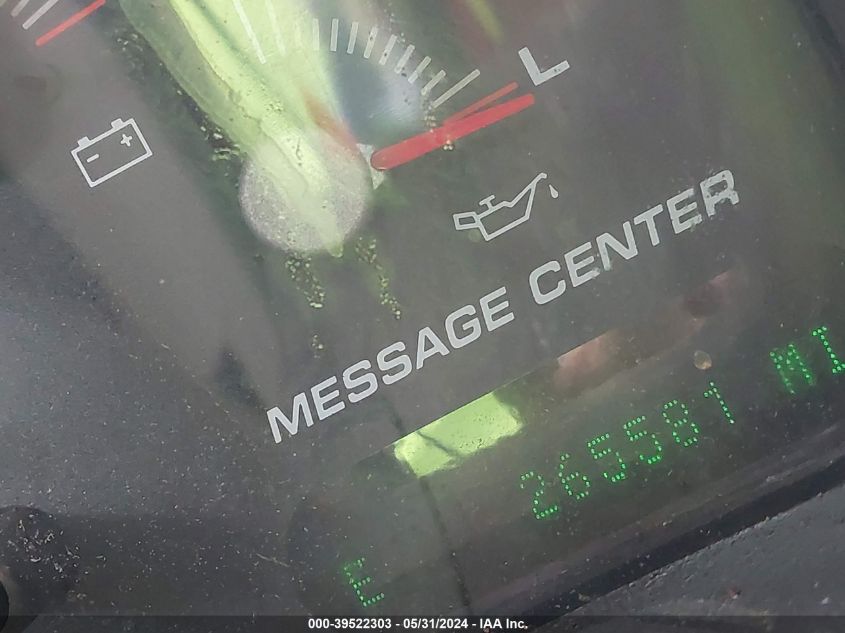 L
MESSAGE CENTER
265581 MI
E
000-39522303 - 05/31/2024 - IAA Inc.